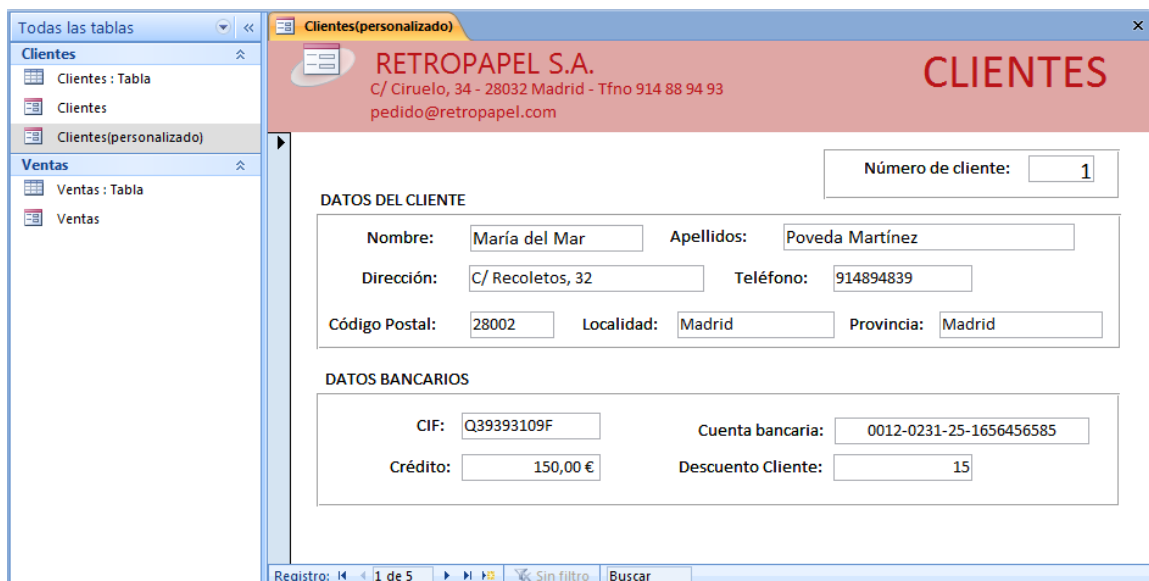 Todas las tablas
Clientes
Clientes : Tabla
Clientes
Clientes(personalizado)
Ventas
Ventas : Tabla
Ventas
Clientes(personalizado)
RETROPAPEL S.A.
C/ Ciruelo, 34 - 28032 Madrid - Tfno 914 88 94 93
pedido@retropapel.com
CLIENTES
Número de cliente: 1
DATOS DEL CLIENTE
Nombre: María del Mar Apellidos: Poveda Martínez
Dirección: C/ Recoletos, 32 Teléfono: 914894839
Código Postal: 28002 Localidad: Madrid Provincia: Madrid
DATOS BANCARIOS
CIF: Q39393109F Cuenta bancaria: 0012-0231-25-1656456585
Crédito: 150,00 € Descuento Cliente: 15
Registro: 1 de 5 Sin filtro Buscar